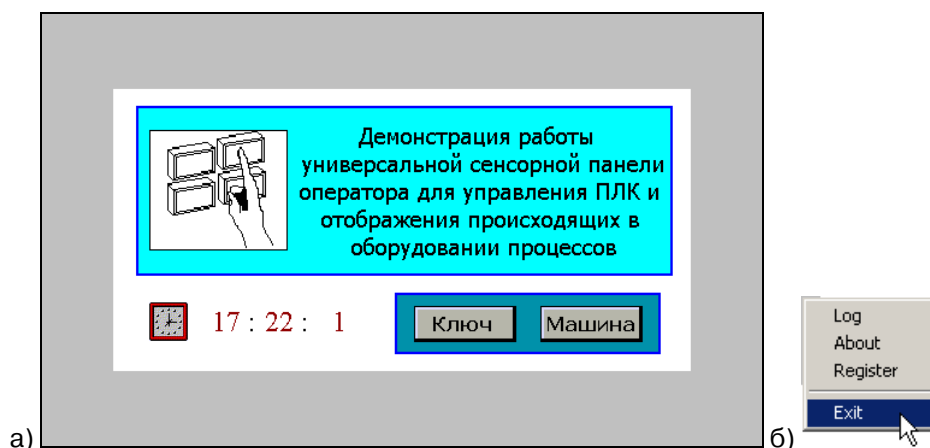 Демонстрация работы
универсальной сенсорной панели
оператора для управления ПЛК и
отображения происходящих в
оборудовании процессов
17 : 22 : 1
Ключ Машина
а)
Log
About
Register
Exit
б)